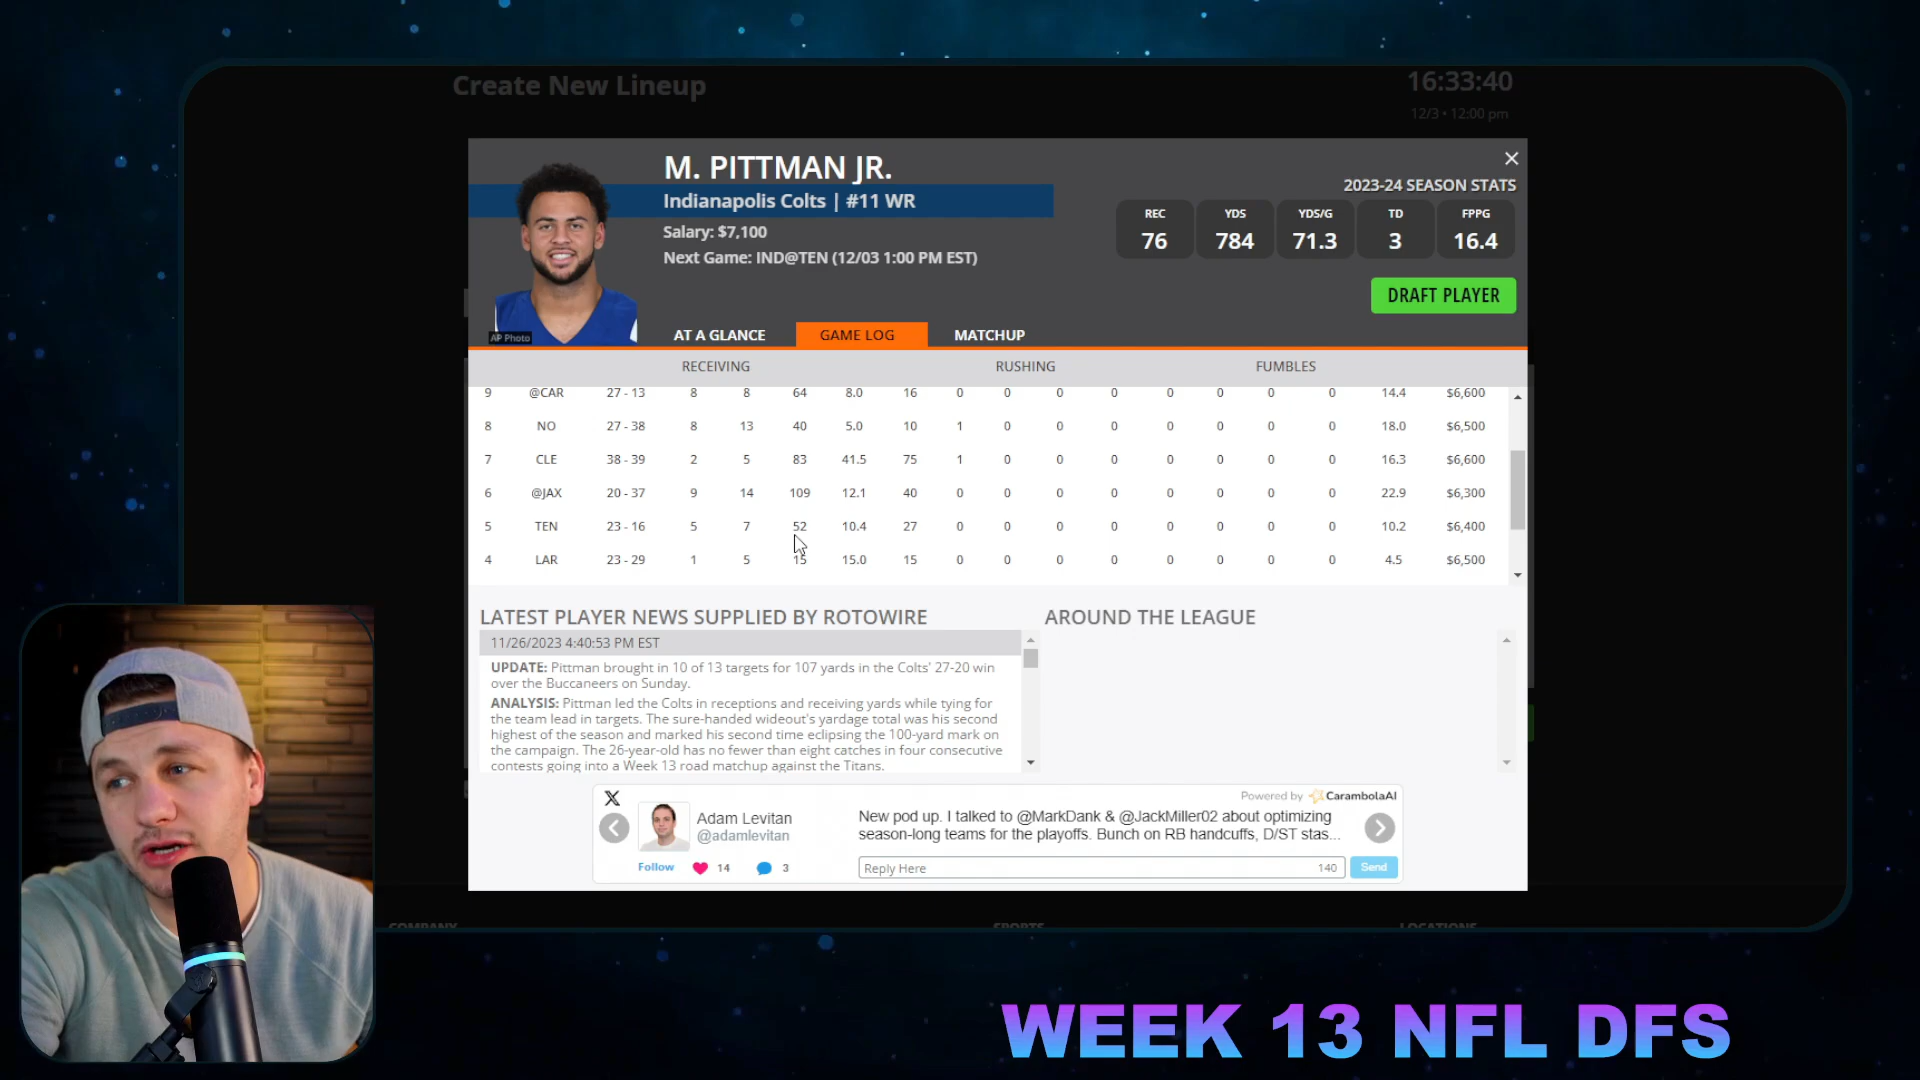 Create New Lineup
16:33:40
12/3 • 12:00 pm
M. PITTMAN JR.
Indianapolis Colts | #11 WR
Salary: $7,100
Next Game: IND@TEN (12/03 1:00 PM EST)
2023-24 SEASON STATS
REC YDS YDS/G TD FPPG
76 784 71.3 3 16.4
DRAFT PLAYER
AP Photo
AT A GLANCE GAME LOG MATCHUP
RECEIVING RUSHING FUMBLES
9 @CAR 27 - 13 8 8 64 8.0 16 0 0 0 0 0 0 0 0 14.4 $6,600
8 NO 27 - 38 8 13 40 5.0 10 1 0 0 0 0 0 0 0 18.0 $6,500
7 CLE 38 - 39 2 5 83 41.5 75 1 0 0 0 0 0 0 0 16.3 $6,600
6 @JAX 20 - 37 9 14 109 12.1 40 0 0 0 0 0 0 0 0 22.9 $6,300
5 TEN 23 - 16 5 7 52 10.4 27 0 0 0 0 0 0 0 0 10.2 $6,400
4 LAR 23 - 29 1 5 15 15.0 15 0 0 0 0 0 0 0 0 4.5 $6,500
LATEST PLAYER NEWS SUPPLIED BY ROTOWIRE
11/26/2023 4:40:53 PM EST
UPDATE: Pittman brought in 10 of 13 targets for 107 yards in the Colts' 27-20 win
over the Buccaneers on Sunday.
ANALYSIS: Pittman led the Colts in receptions and receiving yards while tying for
the team lead in targets. The sure-handed wideout's yardage total was his second
highest of the season and marked his second time eclipsing the 100-yard mark on
the campaign. The 26-year-old has no fewer than eight catches in four consecutive
contests going into a Week 13 road matchup against the Titans.
AROUND THE LEAGUE
Powered by CarambolaAI
Adam Levitan
@adamlevitan
Follow 14 3
New pod up. I talked to @MarkDank & @JackMiller02 about optimizing
season-long teams for the playoffs. Bunch on RB handcuffs, D/ST stas...
Reply Here 140 Send
COMPANY SPORTS LOCATIONS
WEEK 13 NFL DFS